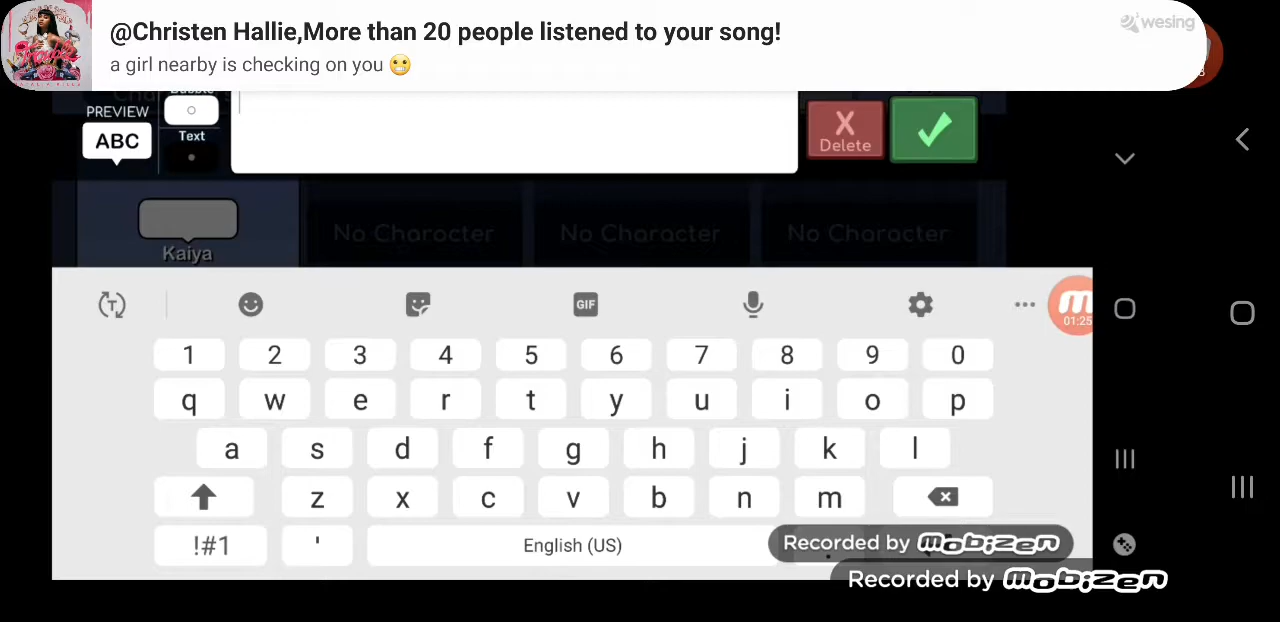 @Christen Hallie,More than 20 people listened to your song!
a girl nearby is checking on you 😬
wesing
PREVIEW
ABC
Bubble
Text
X
Delete
Kaiya
No Character
No Character
No Character
T
GIF
01:25
1 2 3 4 5 6 7 8 9 0
q w e r t y u i o p
a s d f g h j k l
z x c v b n m
!#1 ' English (US) .
Recorded by mobizen
Recorded by mobizen